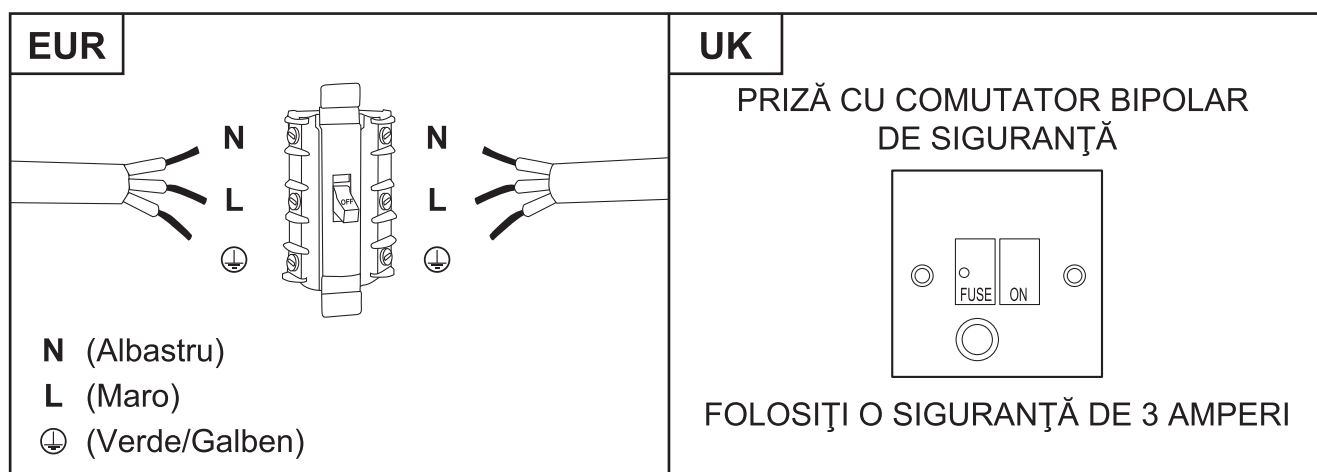 EUR
N
N
L
L
OFF
N (Albastru)
L (Maro)
(Verde/Galben)
UK
PRIZĂ CU COMUTATOR BIPOLAR
DE SIGURANŢĂ
FUSE ON
FOLOSIŢI O SIGURANŢĂ DE 3 AMPERI